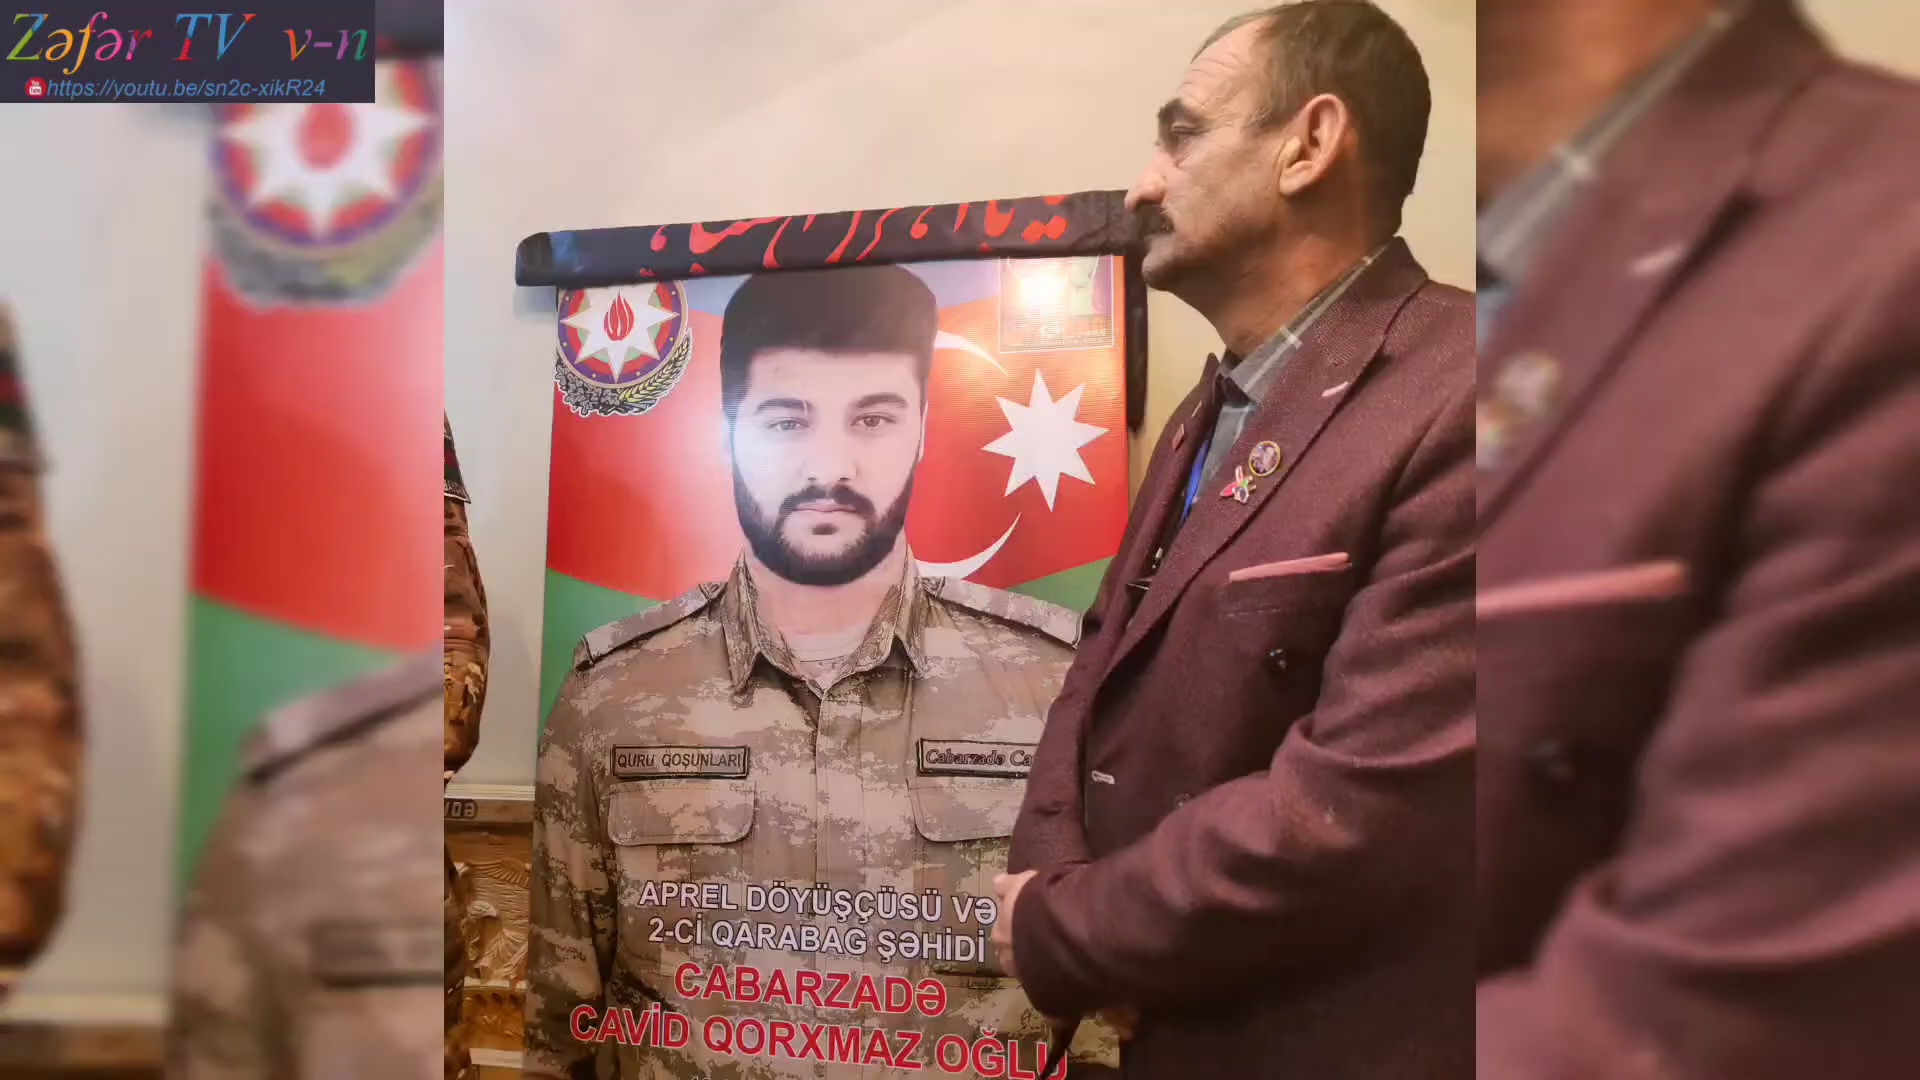 Zəfər TV v-n
https://youtu.be/sn2c-xikR24
QURU QOŞUNLARI
Cabarzadə Ca
APREL DÖYÜŞÇÜSÜ VƏ
2-Cİ QARABAG ŞƏHİDİ
CABARZADƏ
CAVİD QORXMAZ OĞLU